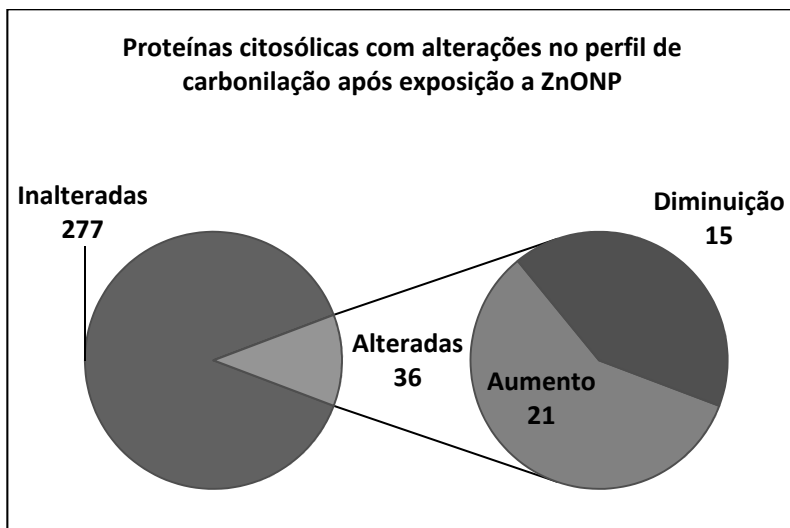 Proteínas citosólicas com alterações no perfil de
carbonilação após exposição a ZnONP
Inalteradas
277
Diminuição
15
Alteradas
36
Aumento
21